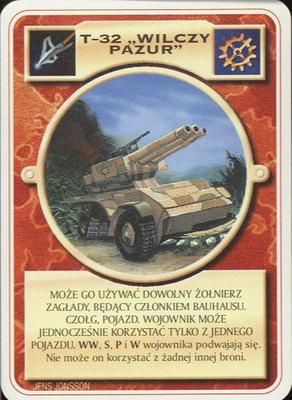 T-32 „WILCZY
PAZUR”
MOŻE GO UŻYWAĆ DOWOLNY ŻOŁNIERZ
ZAGŁADY, BĘDĄCY CZŁONKIEM BAUHAUSU.
CZOŁG, POJAZD. WOJOWNIK MOŻE
JEDNOCZEŚNIE KORZYSTAĆ TYLKO Z JEDNEGO
POJAZDU. WW, S, P i W wojownika podwajają się.
Nie może on korzystać z żadnej innej broni.
JENS JONSSON